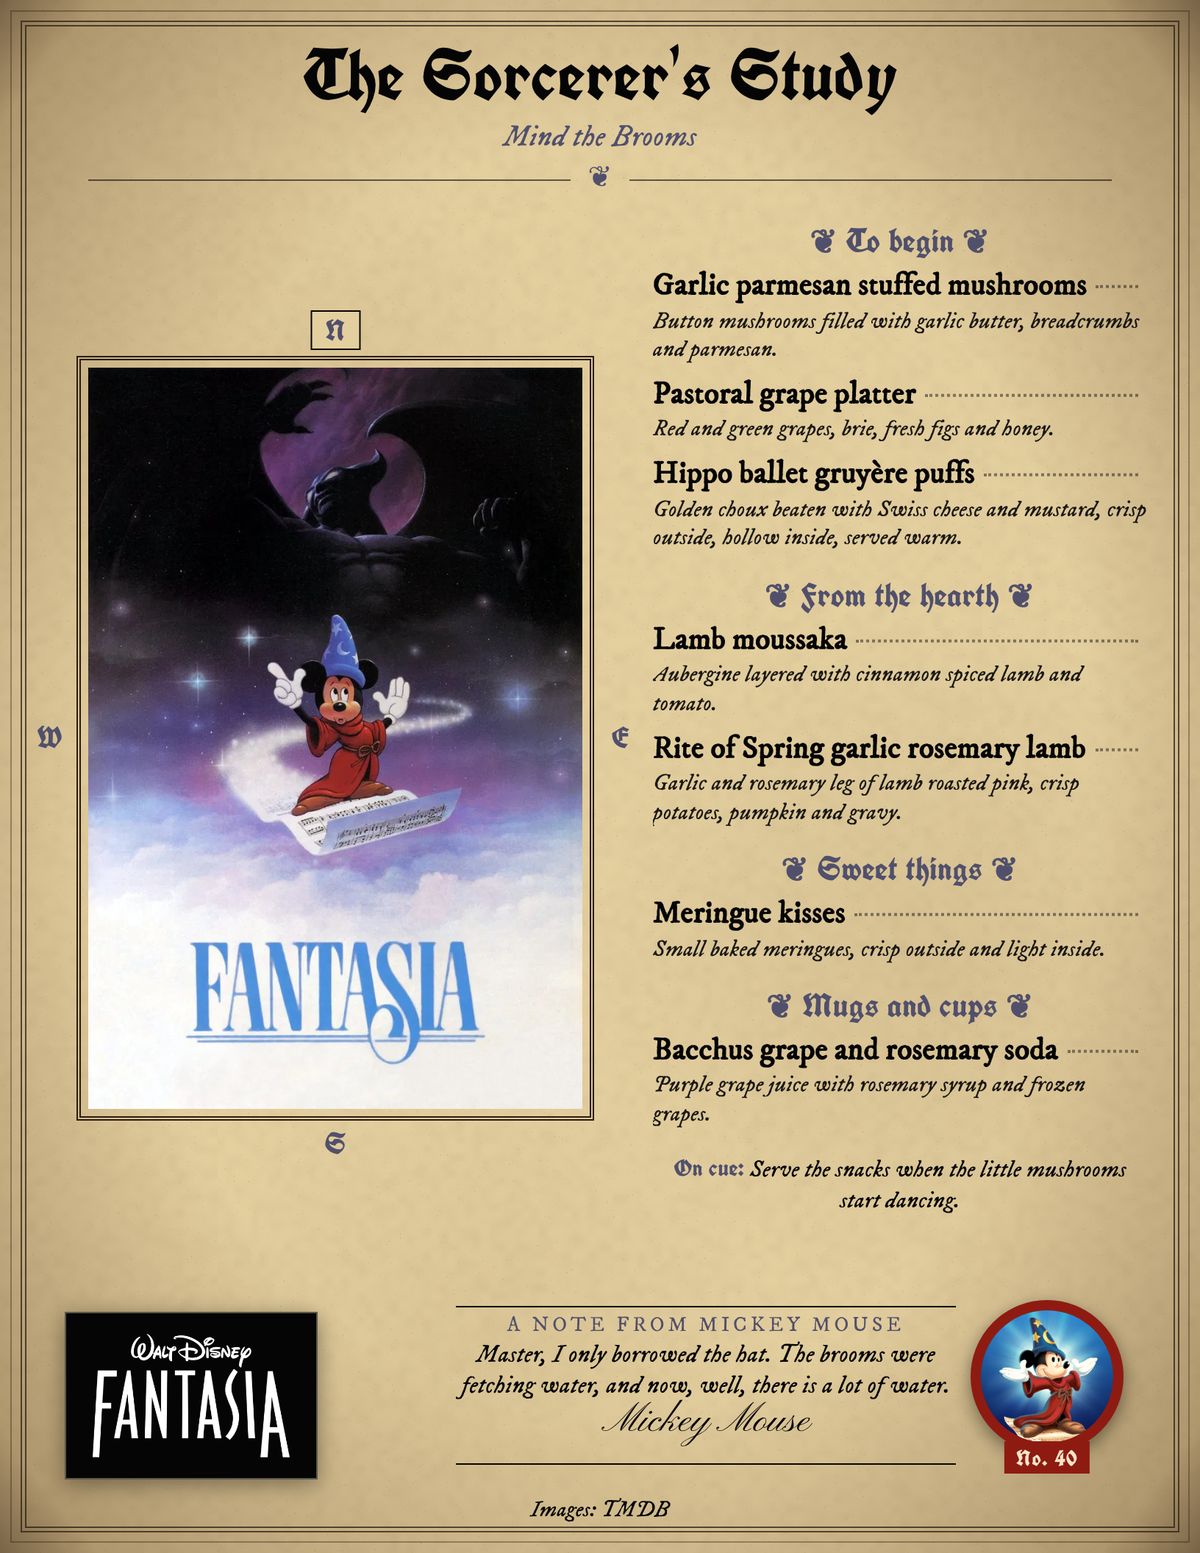 The Sorcerer's Study
Mind the Brooms
N
W
E
S
FANTASIA
To begin
Garlic parmesan stuffed mushrooms
Button mushrooms filled with garlic butter, breadcrumbs
and parmesan.
Pastoral grape platter
Red and green grapes, brie, fresh figs and honey.
Hippo ballet gruyère puffs
Golden choux beaten with Swiss cheese and mustard, crisp
outside, hollow inside, served warm.
From the hearth
Lamb moussaka
Aubergine layered with cinnamon spiced lamb and
tomato.
Rite of Spring garlic rosemary lamb
Garlic and rosemary leg of lamb roasted pink, crisp
potatoes, pumpkin and gravy.
Sweet things
Meringue kisses
Small baked meringues, crisp outside and light inside.
Mugs and cups
Bacchus grape and rosemary soda
Purple grape juice with rosemary syrup and frozen
grapes.
On cue: Serve the snacks when the little mushrooms
start dancing.
WALT DISNEY
FANTASIA
A NOTE FROM MICKEY MOUSE
Master, I only borrowed the hat. The brooms were
fetching water, and now, well, there is a lot of water.
Mickey Mouse
No. 40
Images: TMDB